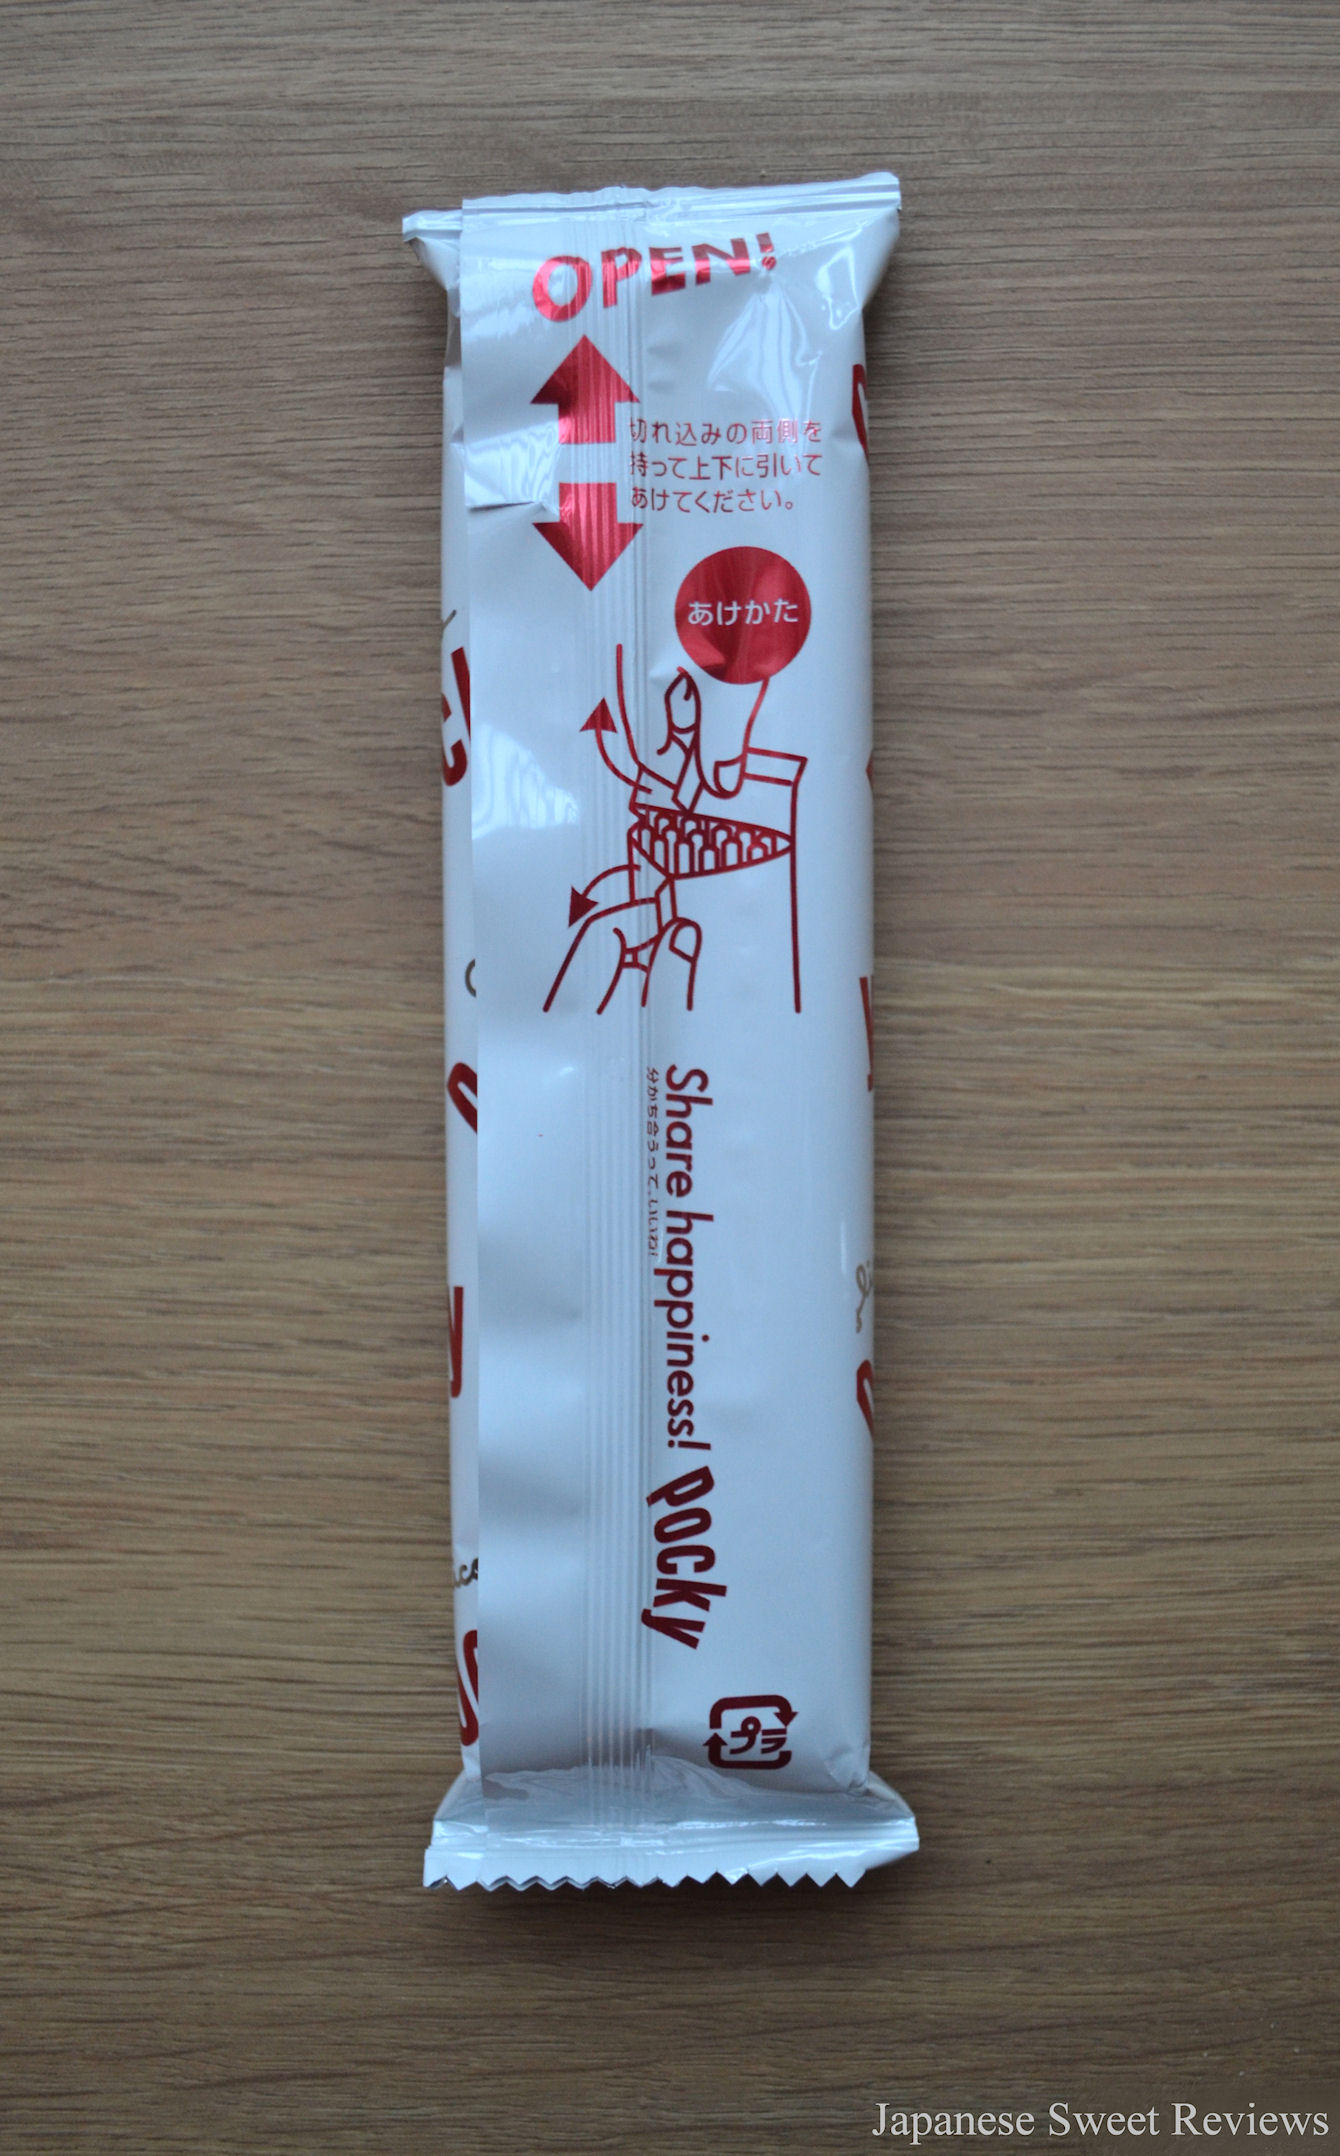 OPEN!
切れ込みの両側を
持って上下に引いて
あけてください。
あけかた
Share happiness! Pocky
分かち合うって、いいね!
プラ
Japanese Sweet Reviews